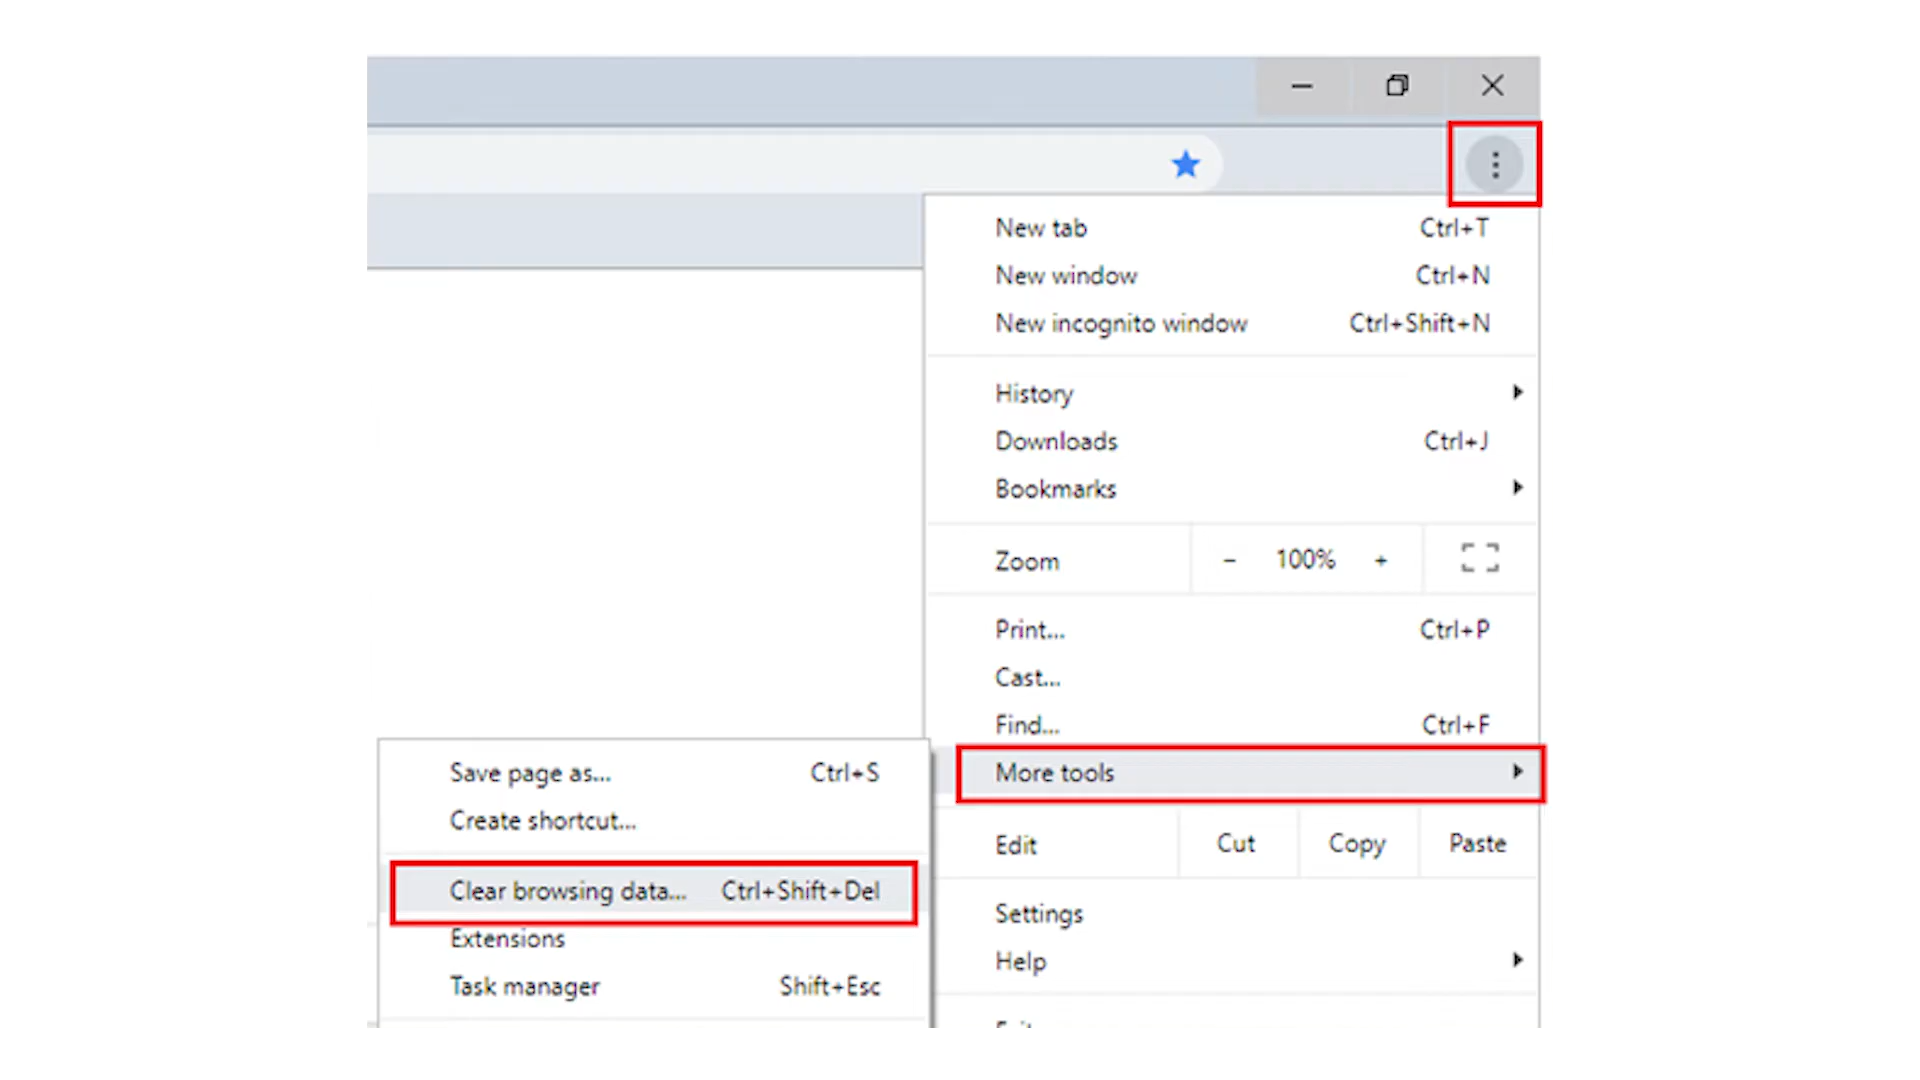 New tab Ctrl+T
New window Ctrl+N
New incognito window Ctrl+Shift+N
History
Downloads Ctrl+J
Bookmarks
Zoom - 100% +
Print... Ctrl+P
Cast...
Find... Ctrl+F
More tools
Edit Cut Copy Paste
Settings
Help
Save page as... Ctrl+S
Create shortcut...
Clear browsing data... Ctrl+Shift+Del
Extensions
Task manager Shift+Esc